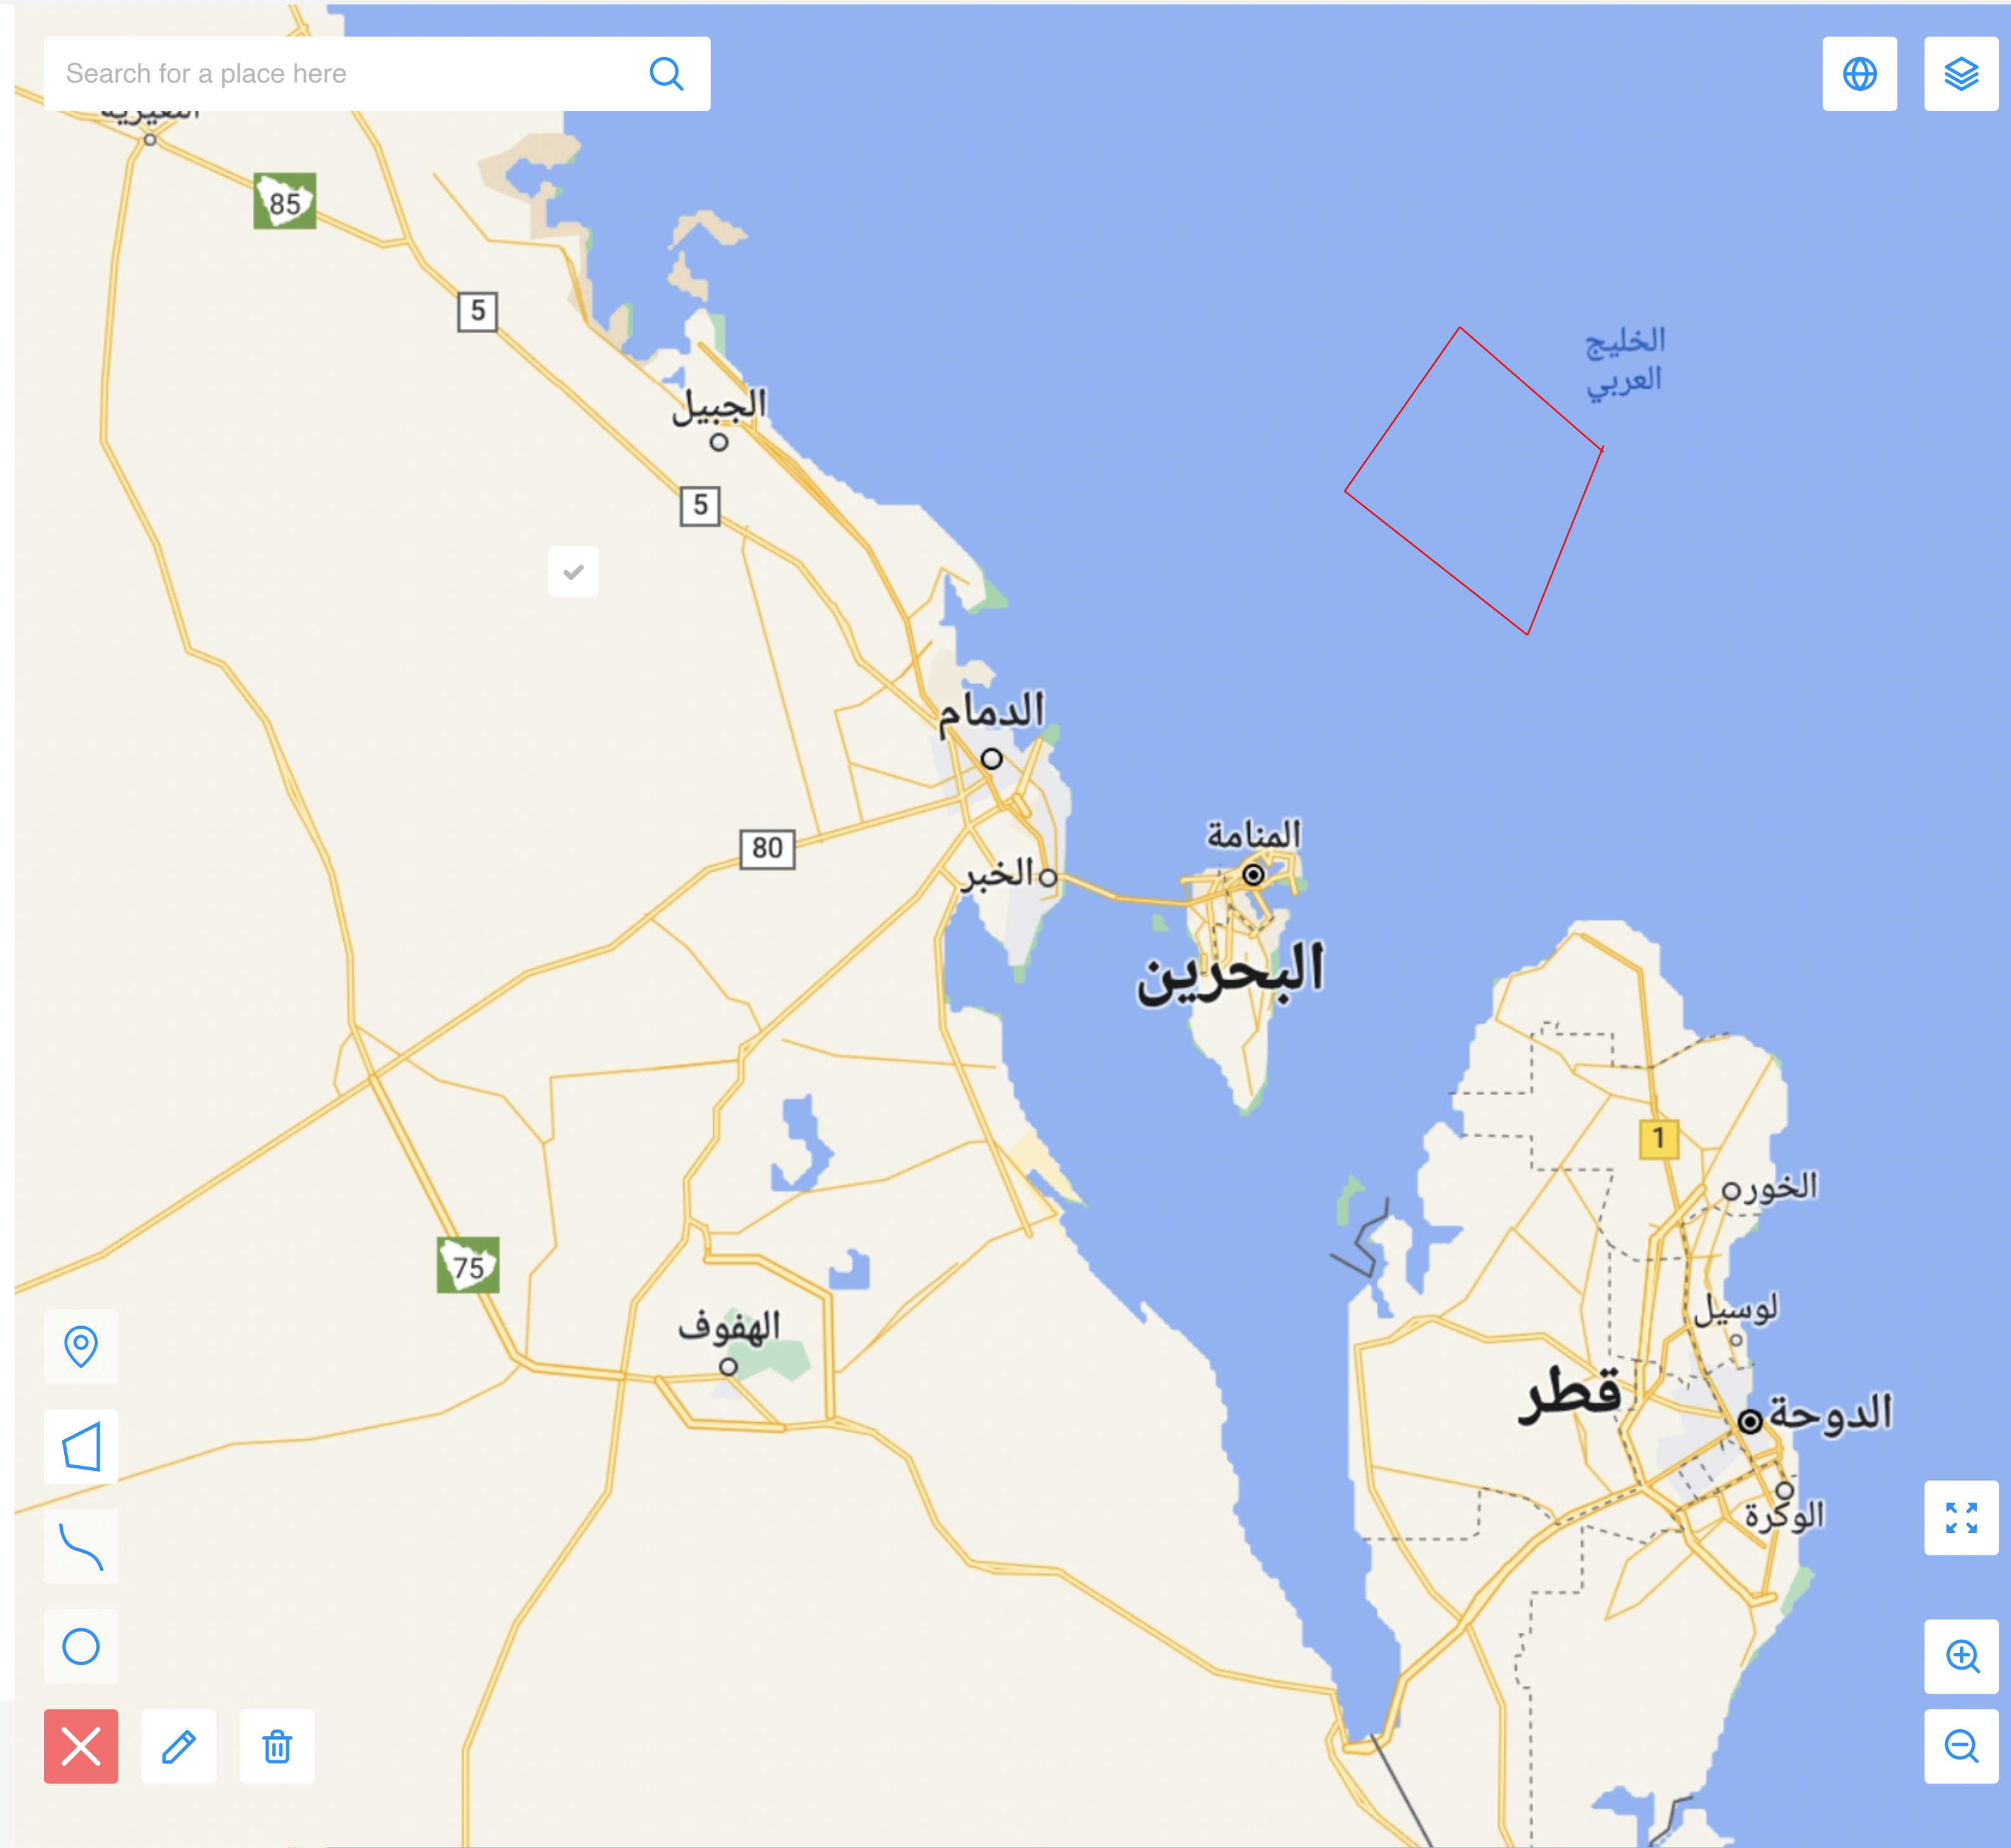 Search for a place here
85
5
الخليج
العربي
الجبيل
5
الدمام
المنامة
80
الخبر
البحرين
1
الخور
75
لوسيل
الهفوف
قطر
الدوحة
الوكرة